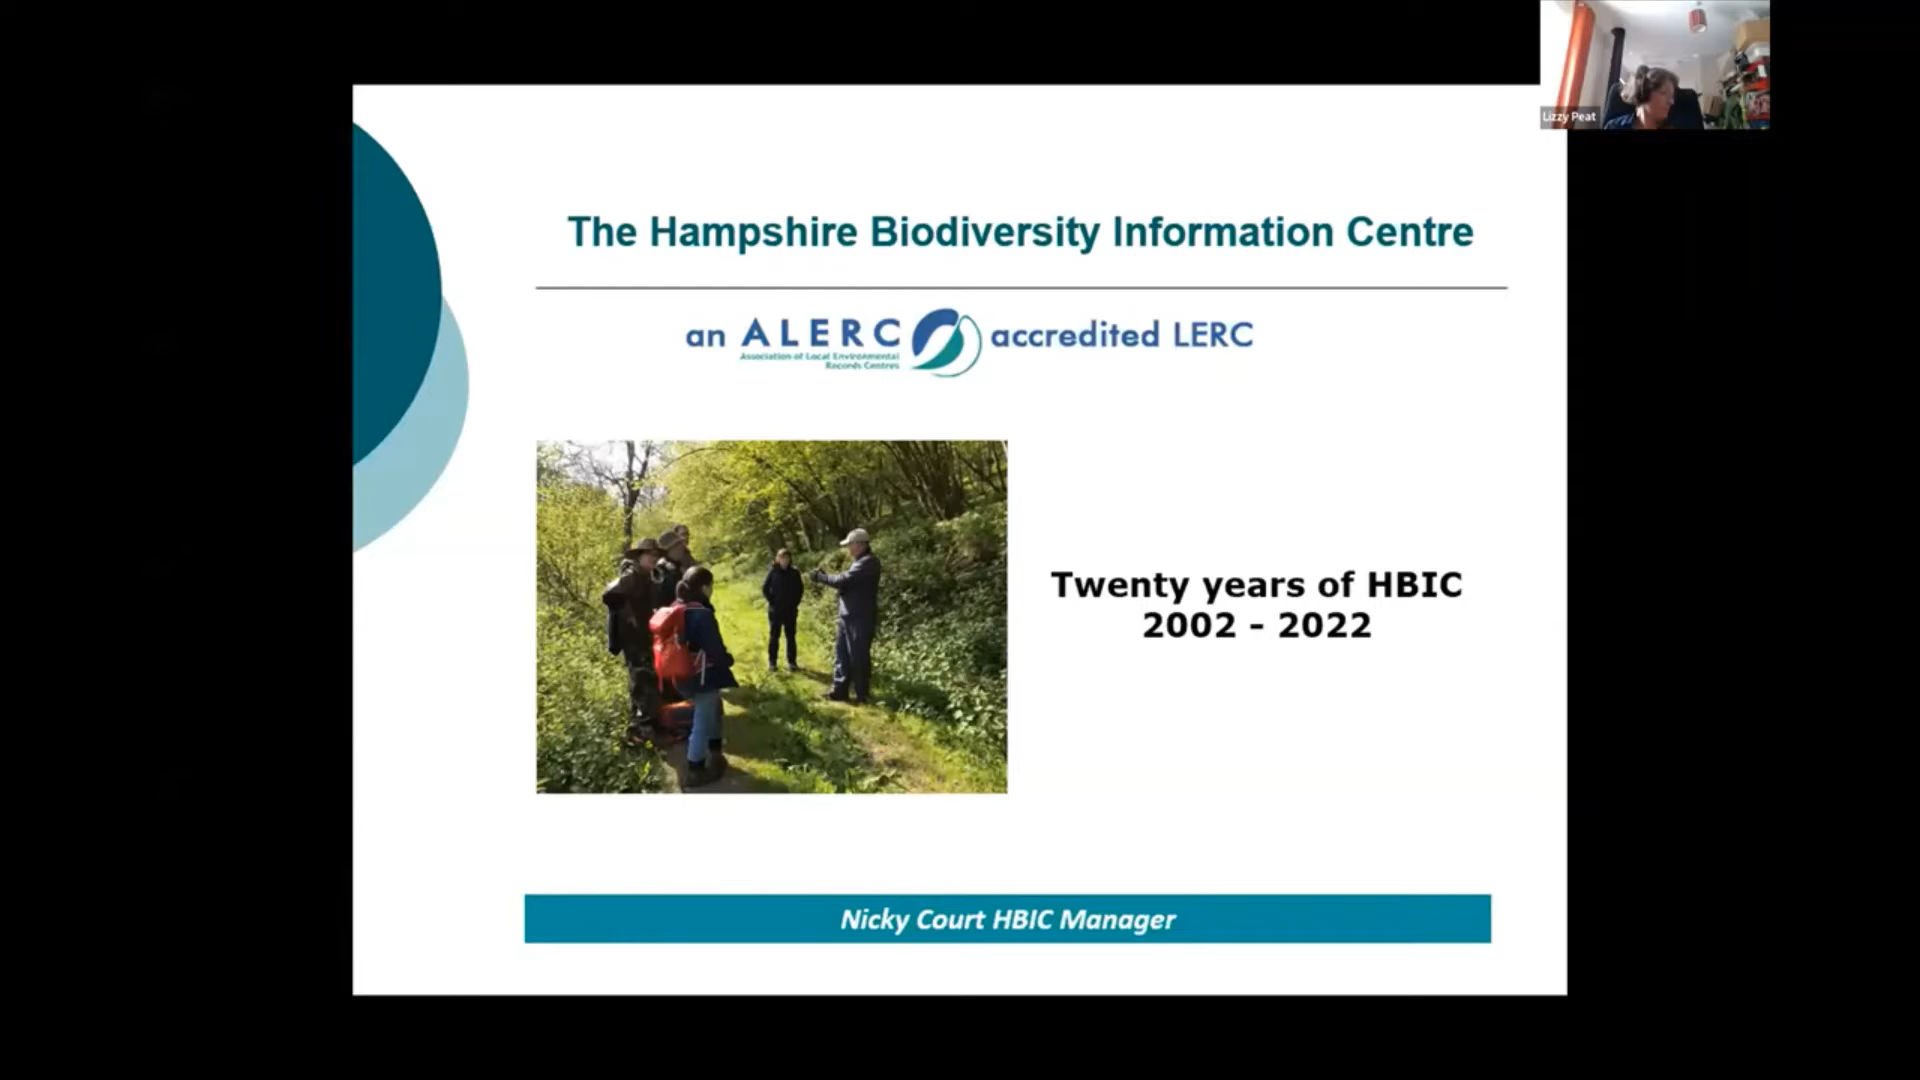 Lizzy Peat
The Hampshire Biodiversity Information Centre
an ALERC accredited LERC
Association of Local Environmental
Records Centres
Twenty years of HBIC
2002 - 2022
Nicky Court HBIC Manager